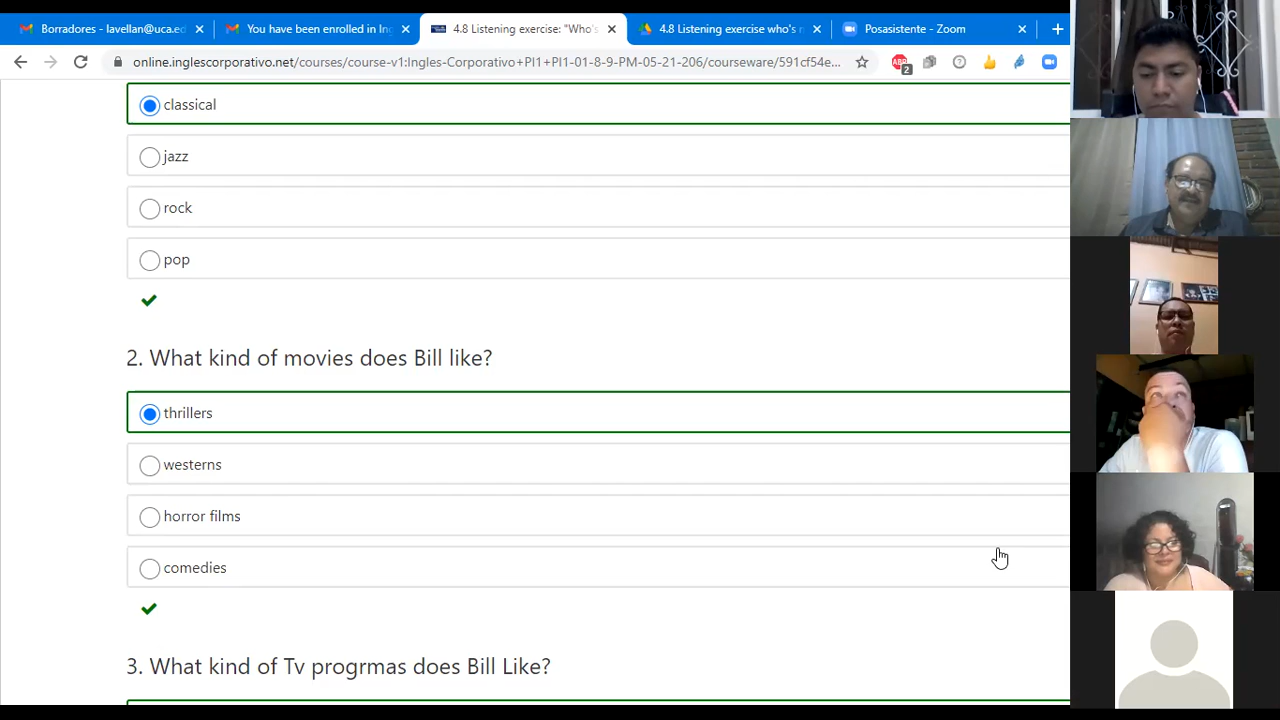 Borradores - lavellan@uca.ed
You have been enrolled in Ing
4.8 Listening exercise: "Who's
4.8 Listening exercise who's n
Posasistente - Zoom
online.inglescorporativo.net/courses/course-v1:Ingles-Corporativo+PI1+PI1-01-8-9-PM-05-21-206/courseware/591cf54e...
ABP
2
classical
jazz
rock
pop
2. What kind of movies does Bill like?
thrillers
westerns
horror films
comedies
3. What kind of Tv progrmas does Bill Like?